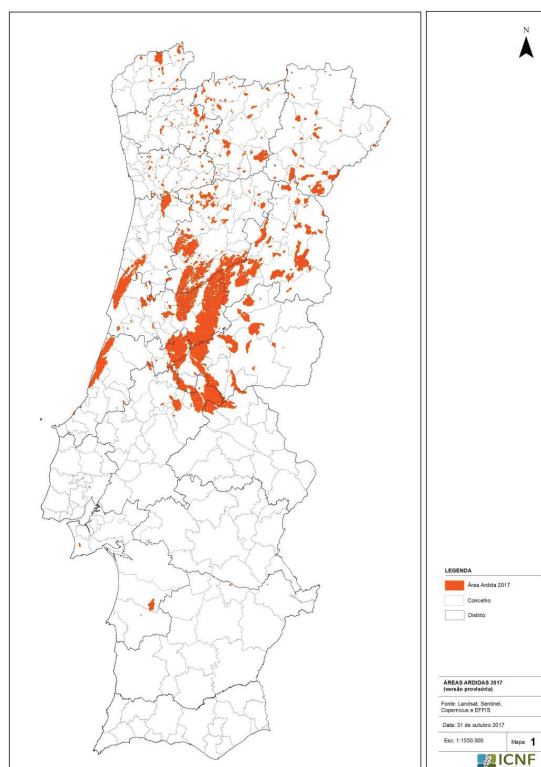 N
LEGENDA
Área Ardida 2017
Concelho
Distrito
ÁREAS ARDIDAS 2017
(versão provisória)
Fonte: Landsat, Sentinel,
Copernicus e EFFIS
Data: 31 de outubro 2017
Esc: 1:1550.000
Mapa 1
ICNF